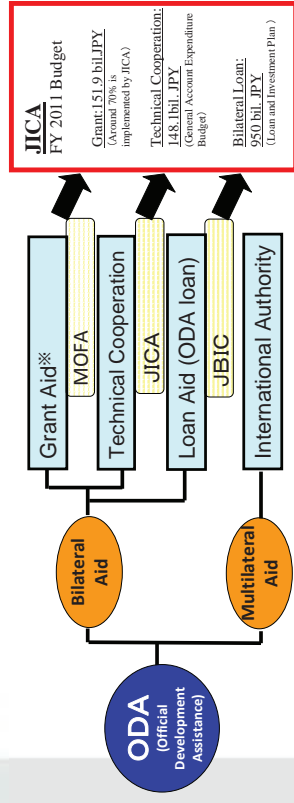 ODA
(Official
Development
Assistance)
Bilateral
Aid
Multilateral
Aid
Grant Aid※
MOFA
Technical Cooperation
JICA
Loan Aid (ODA loan)
JBIC
International Authority
JICA
FY 2011 Budget
Grant:151.9 bil.JPY
(Around 70% is
implemented by JICA)
Technical Cooperation:
148.1bil. JPY
(General Account Expenditure
Budget)
Bilateral Loan:
950 bil. JPY
(Loan and Investment Plan )